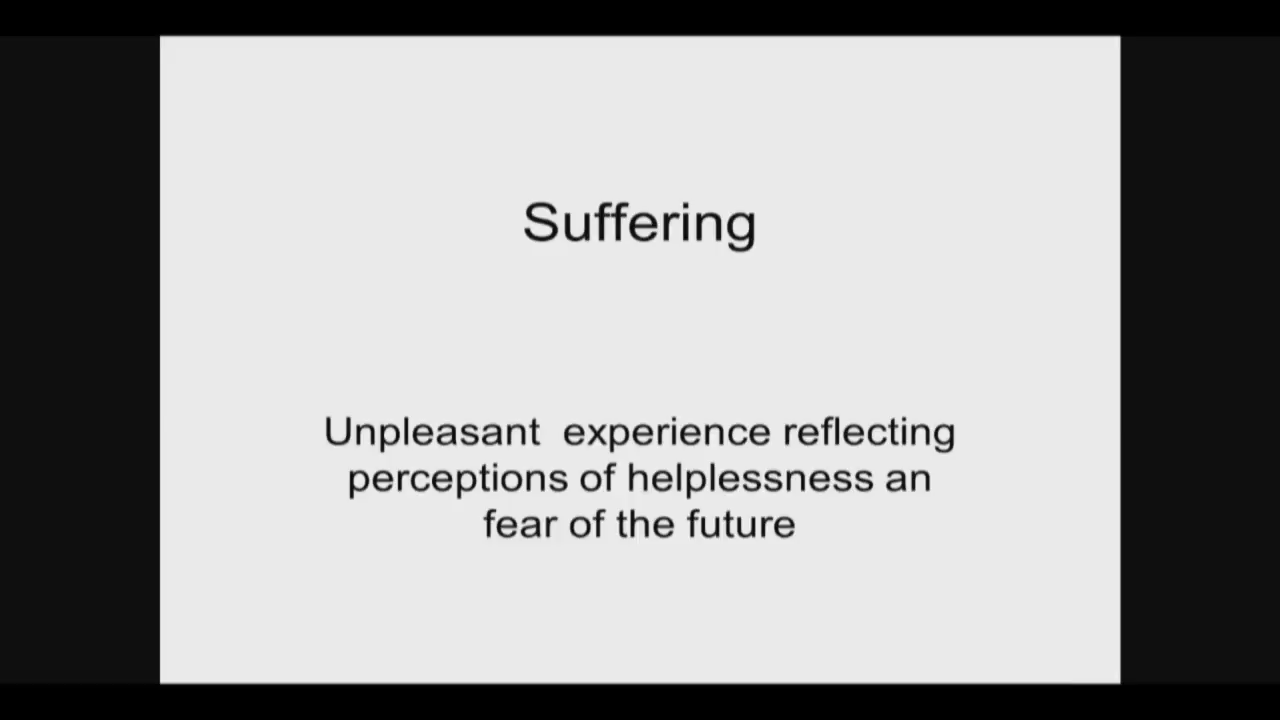 Suffering
Unpleasant  experience reflecting
perceptions of helplessness an
fear of the future